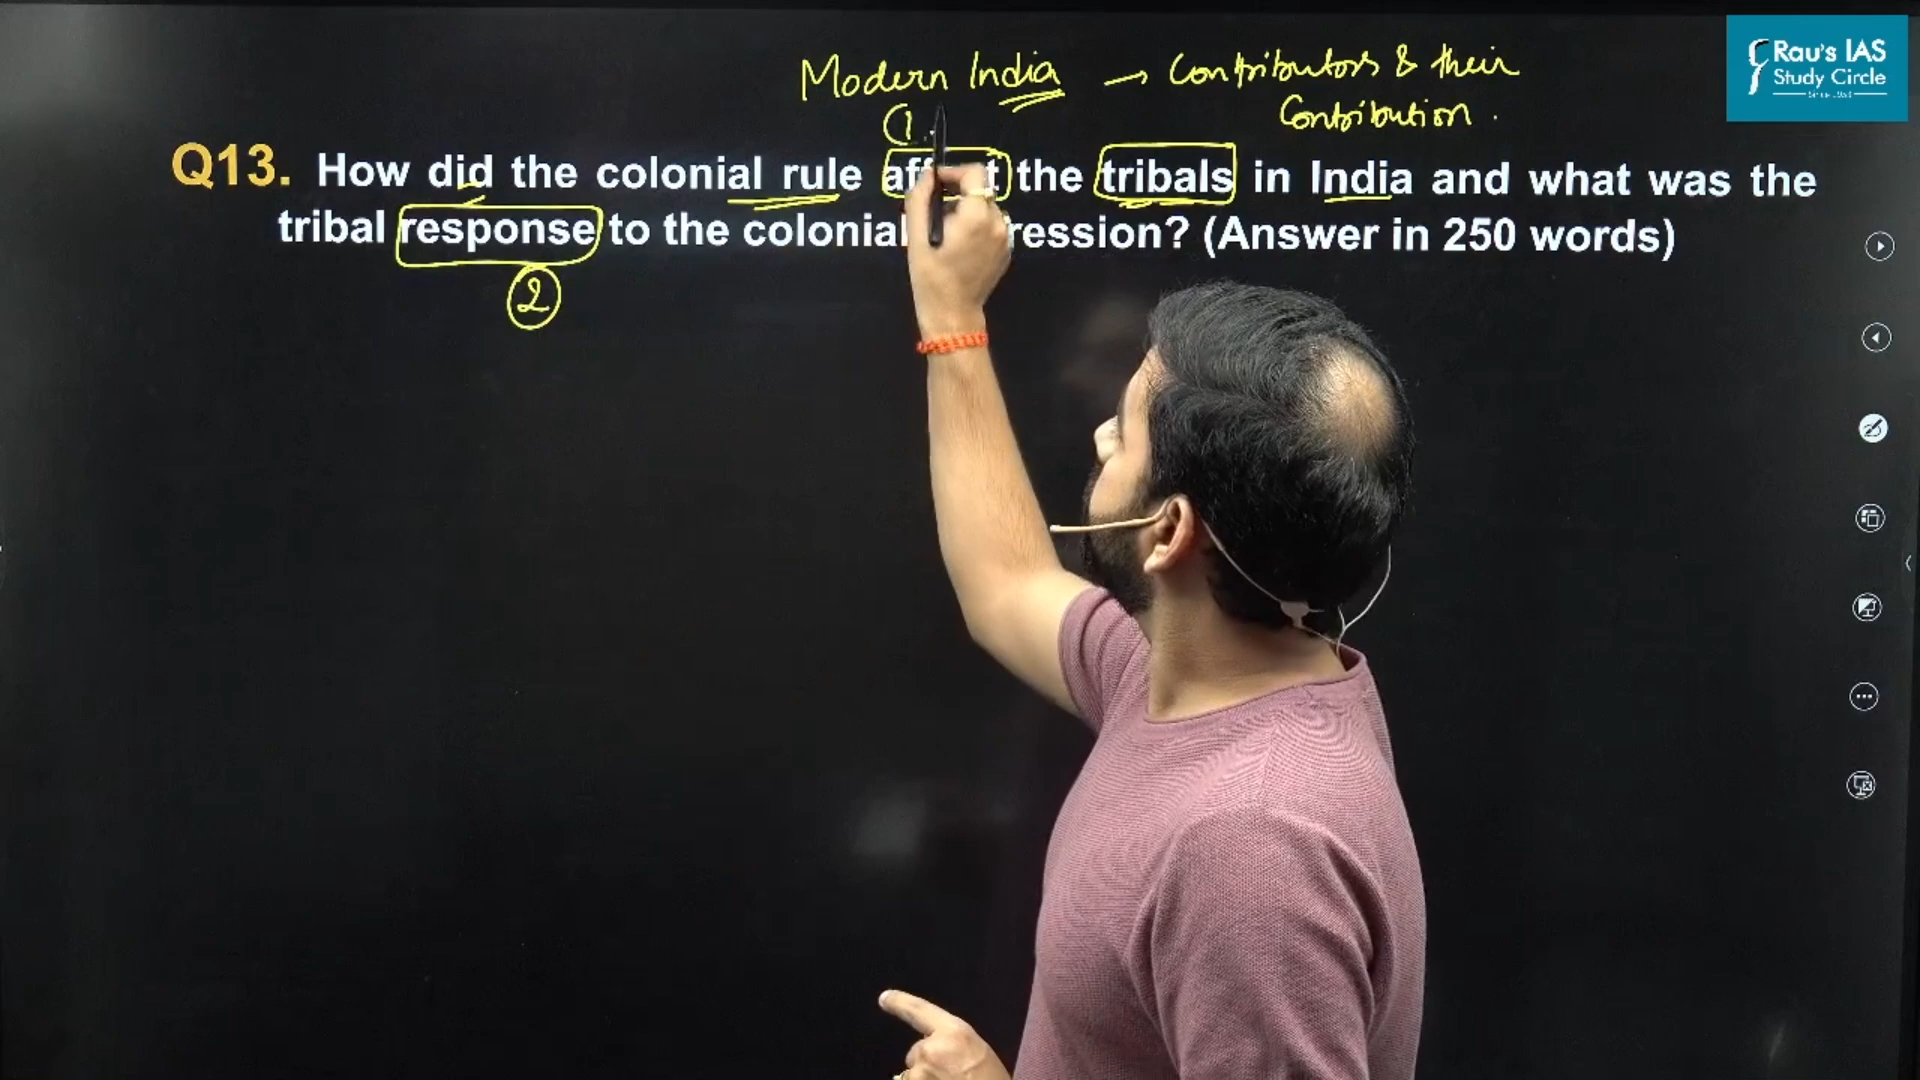 Modern India → Contributors & their
Contribution.
Rau's IAS
Study Circle
(1.
Q13. How did the colonial rule the tribals in India and what was the
tribal response to the colonial ression? (Answer in 250 words)
2